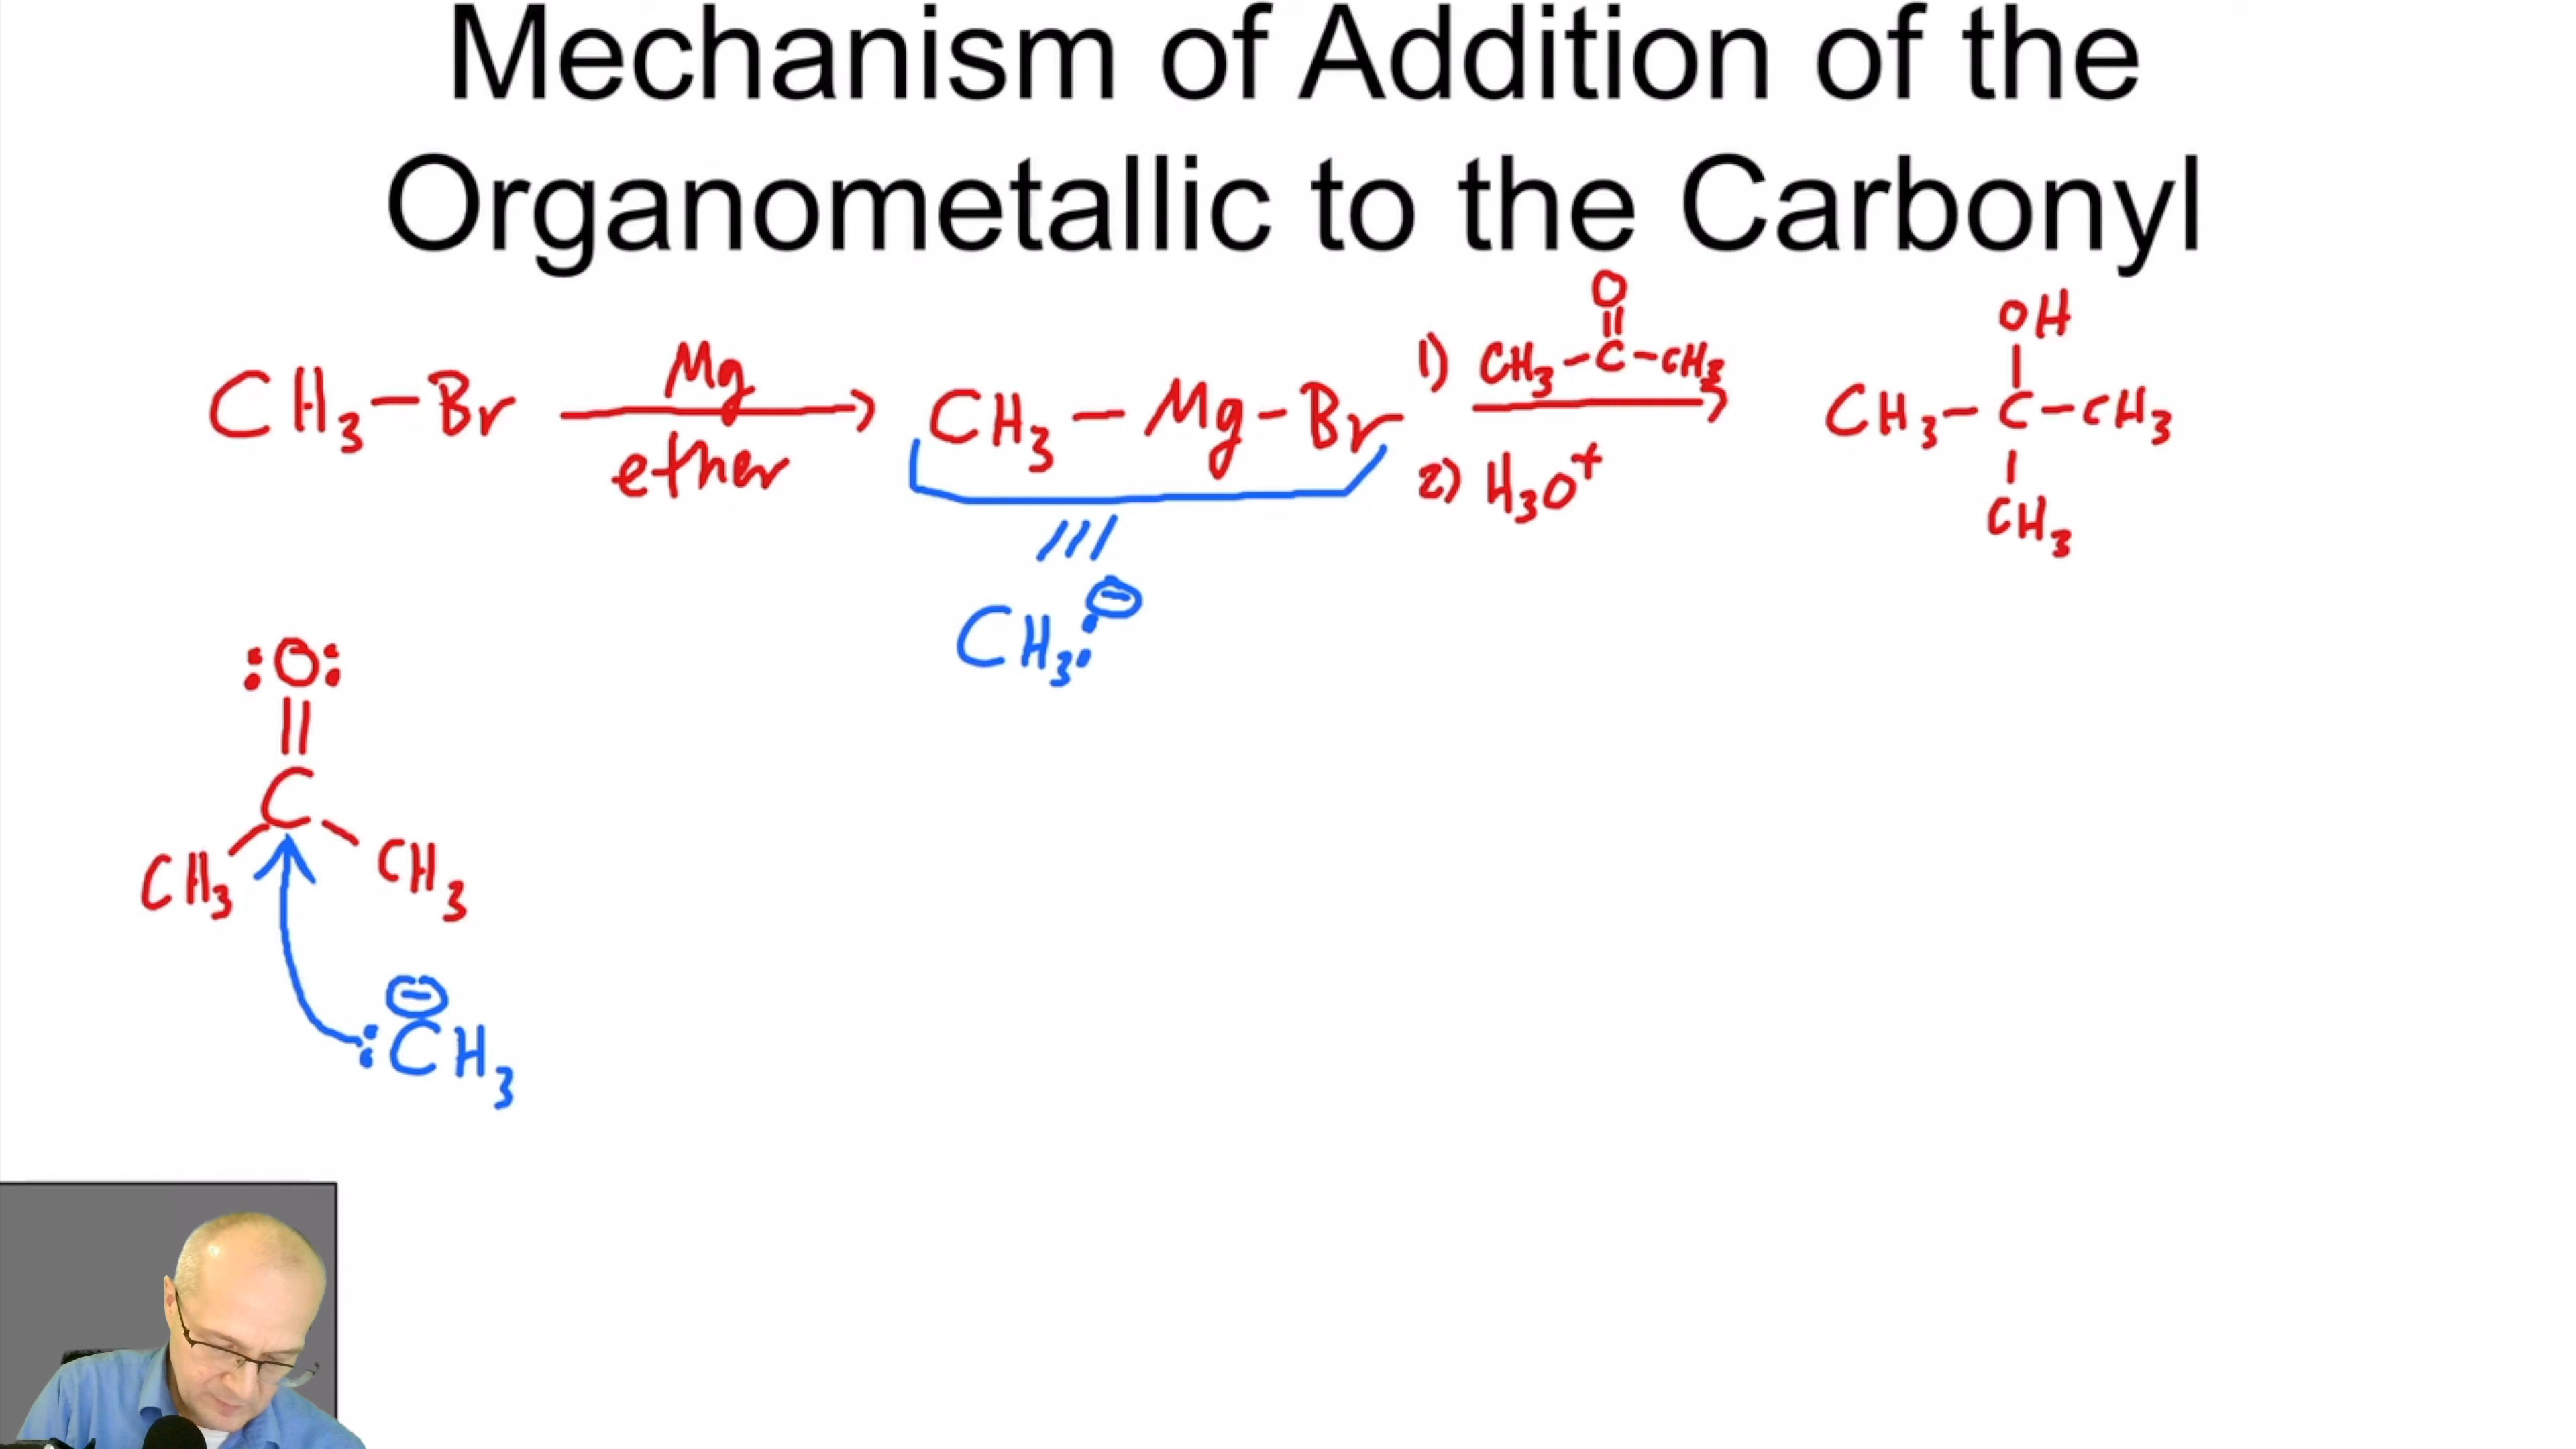 Mechanism of Addition of the
Organometallic to the Carbonyl
O
||
OH
|
Mg
1) CH3-C-CH3
CH3-Br
CH3-Mg-Br
CH3-C-CH3
ether
2) H3O+
|
CH3
///
CH3:⊖
:O:
||
C
CH3
CH3
⊖
:CH3